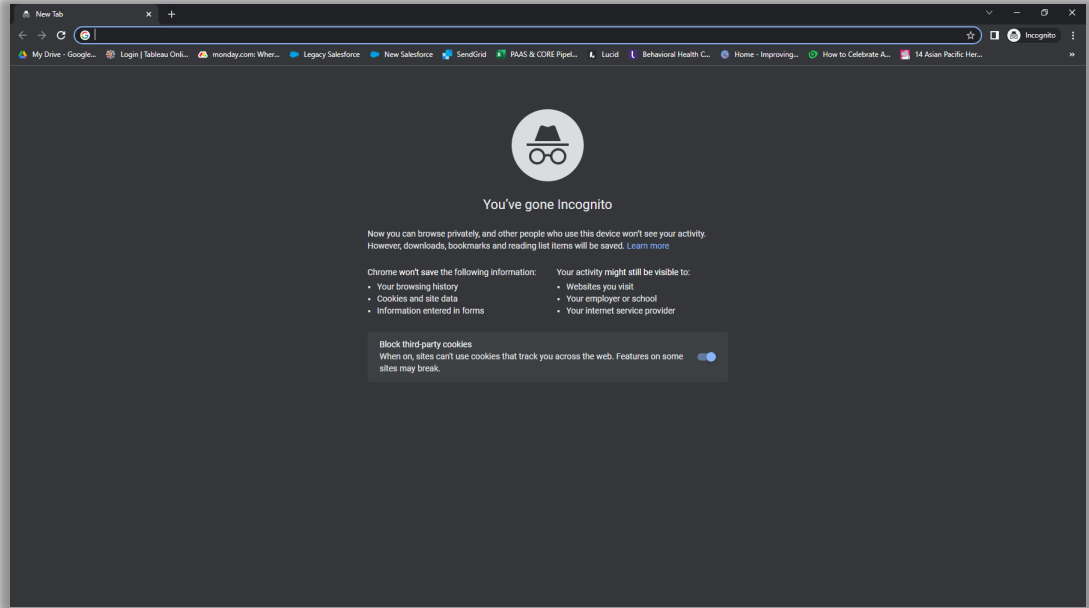 New Tab
Incognito
My Drive - Google...
Login | Tableau Onli...
monday.com: Wher...
Legacy Salesforce
New Salesforce
SendGrid
PAAS & CORE Pipel...
Lucid
Behavioral Health C...
Home - Improving...
How to Celebrate A...
14 Asian Pacific Her...
You've gone Incognito
Now you can browse privately, and other people who use this device won't see your activity.
However, downloads, bookmarks and reading list items will be saved. Learn more
Chrome won't save the following information:
• Your browsing history
• Cookies and site data
• Information entered in forms
Your activity might still be visible to:
• Websites you visit
• Your employer or school
• Your internet service provider
Block third-party cookies
When on, sites can't use cookies that track you across the web. Features on some
sites may break.